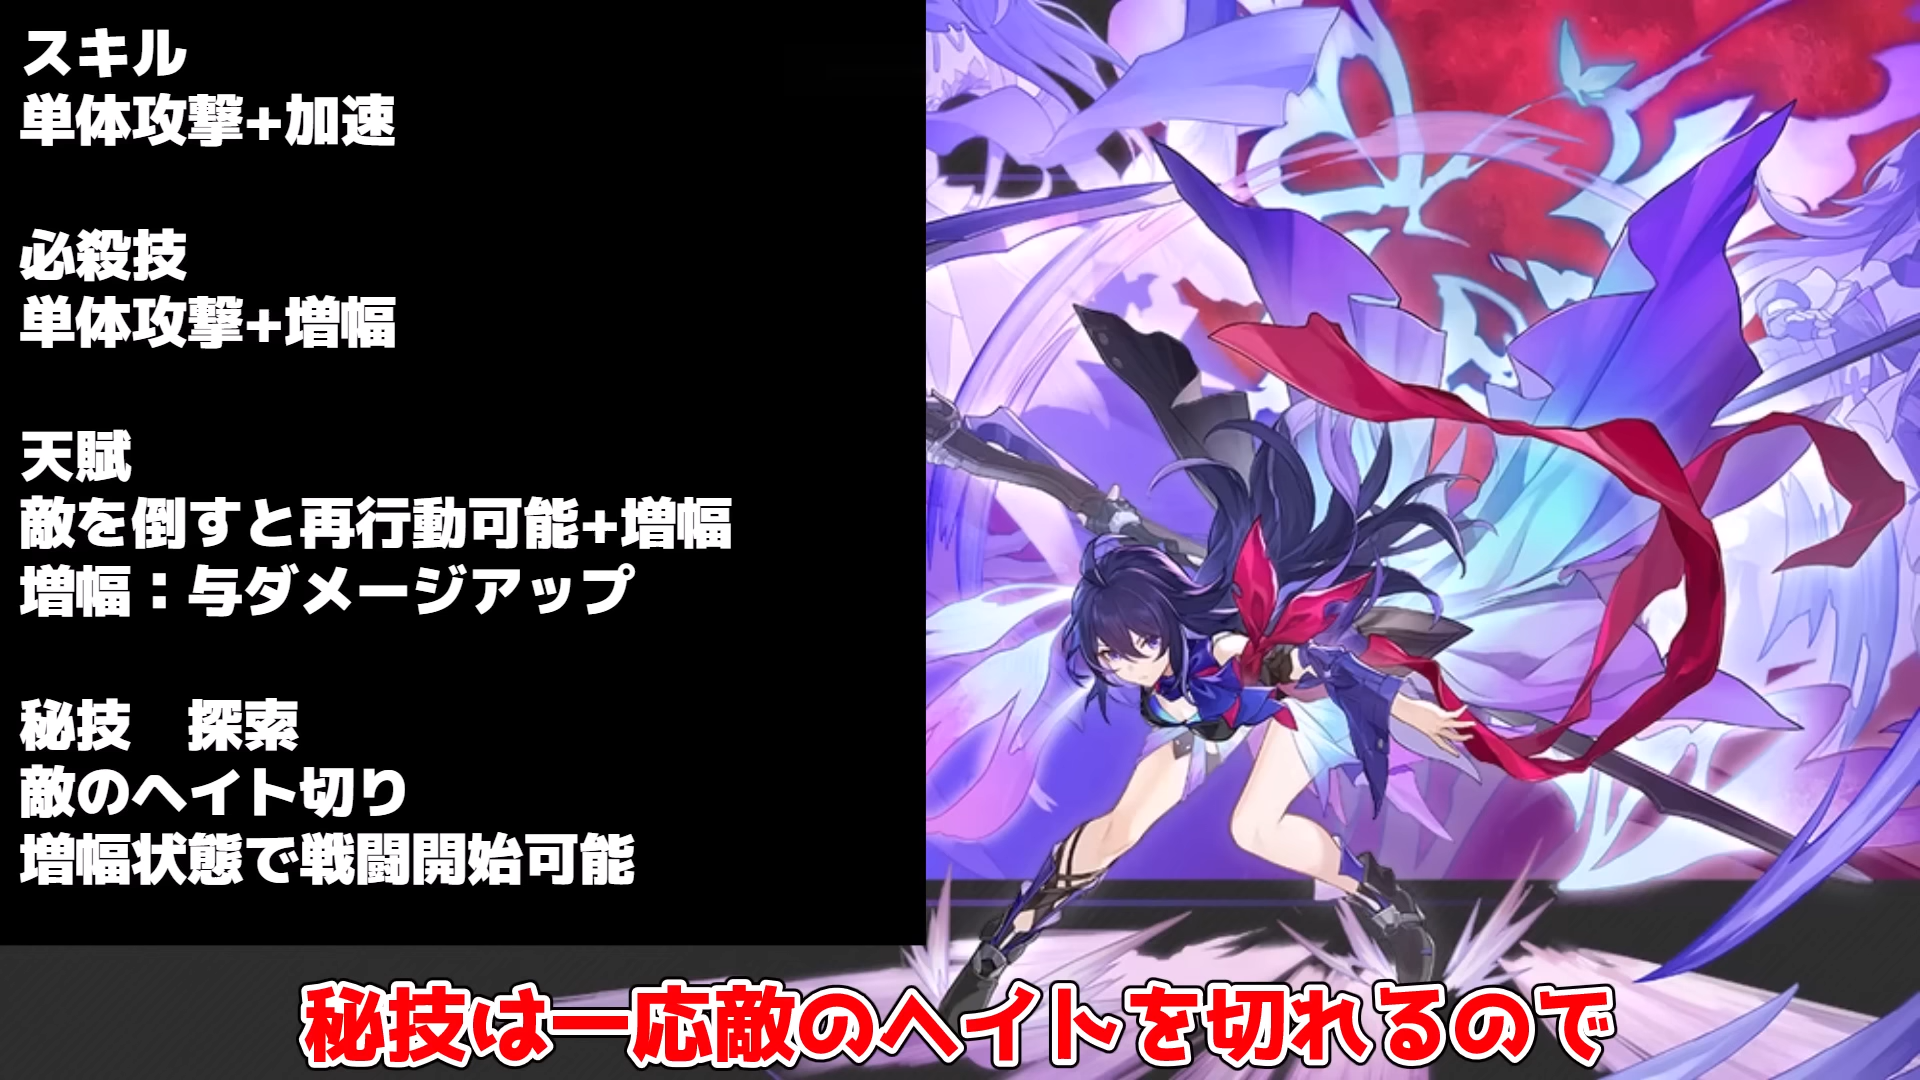 スキル
単体攻撃+加速
必殺技
単体攻撃+増幅
天賦
敵を倒すと再行動可能+増幅
増幅：与ダメージアップ
秘技　探索
敵のヘイト切り
増幅状態で戦闘開始可能
秘技は一応敵のヘイトを切れるので